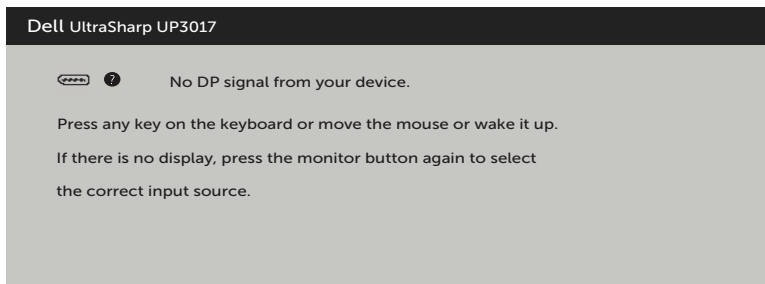 Dell UltraSharp UP3017
? No DP signal from your device.
Press any key on the keyboard or move the mouse or wake it up.
If there is no display, press the monitor button again to select
the correct input source.